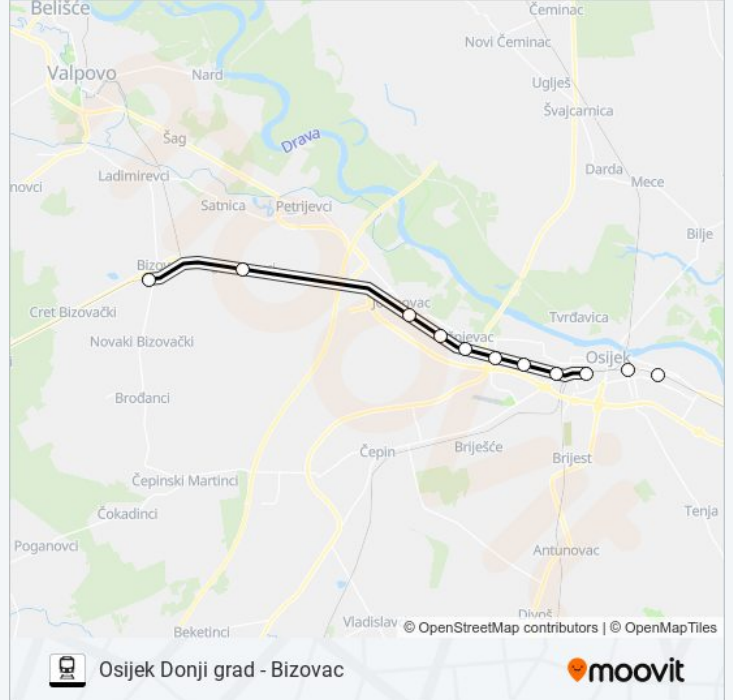 Belišće
Čeminac
Novi Čeminac
Valpovo
Nard
Uglješ
Švajcarnica
Šag
Drava
Ladimirevci
Darda
Mece
novci
Satnica
Petrijevci
Bilje
Bizov
Cret Bizovački
Tvrđavica
Novaki Bizovački
Osijek
Brođanci
Čepin
Briješće
Brijest
Čepinski Martinci
Čokadinci
Tenja
Poganovci
Antunovac
Divoš
Vladislav
Beketinci
© OpenStreetMap contributors | © OpenMapTiles
Osijek Donji grad - Bizovac
moovit